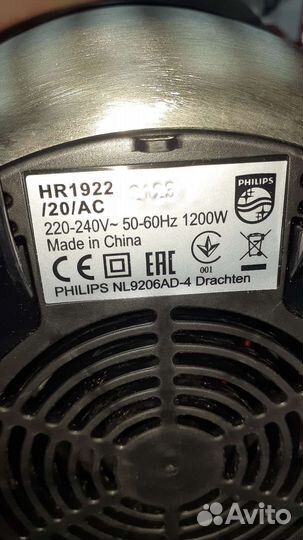 HR1922
/20/AC
PHILIPS
220-240V~ 50-60Hz 1200W
Made in China
CE EAC
001
PHILIPS NL9206AD-4 Drachten
Avito